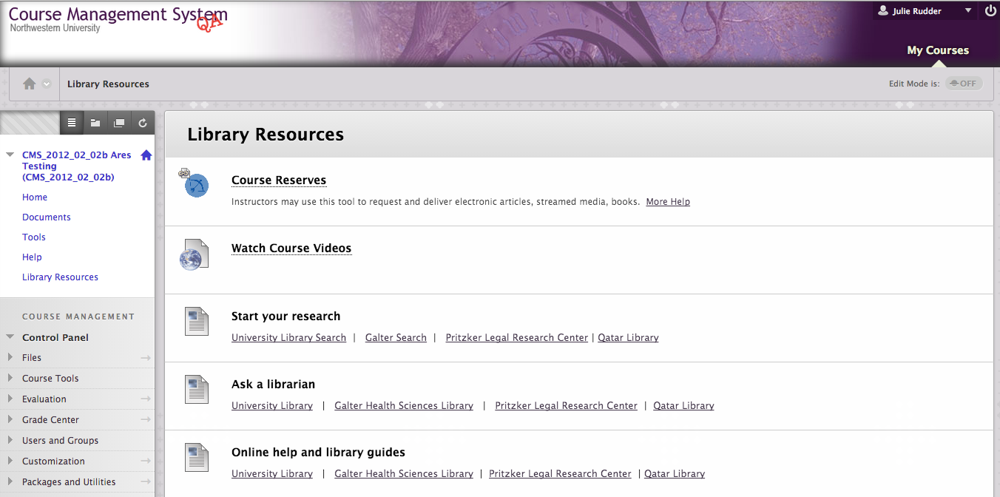 Course Management System
QA
Northwestern University
Julie Rudder
My Courses
Library Resources
Edit Mode is: OFF
CMS_2012_02_02b Ares
Testing
(CMS_2012_02_02b)
Home
Documents
Tools
Help
Library Resources
COURSE MANAGEMENT
Control Panel
Files
Course Tools
Evaluation
Grade Center
Users and Groups
Customization
Packages and Utilities
Library Resources
Course Reserves
Instructors may use this tool to request and deliver electronic articles, streamed media, books. More Help
Watch Course Videos
Start your research
University Library Search | Galter Search | Pritzker Legal Research Center | Qatar Library
Ask a librarian
University Library | Galter Health Sciences Library | Pritzker Legal Research Center | Qatar Library
Online help and library guides
University Library | Galter Health Sciences Library | Pritzker Legal Research Center | Qatar Library